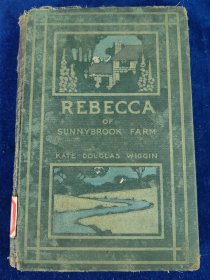 REBECCA
OF
SUNNYBROOK FARM
KATE DOUGLAS WIGGIN